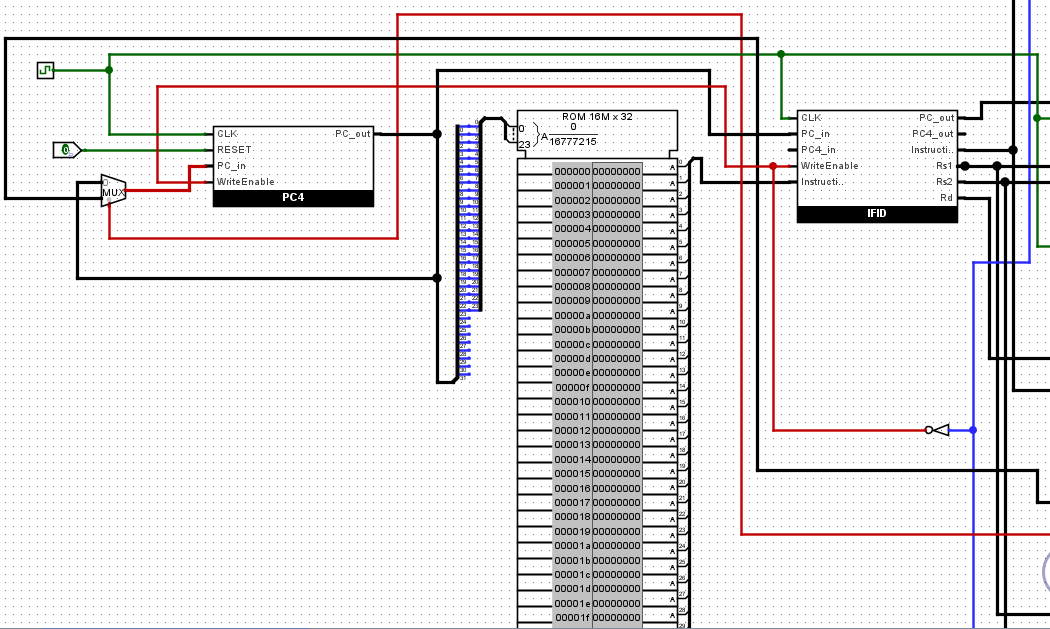 0
MUX
0
CLK
RESET
PC_in
WriteEnable
PC_out
PC4
ROM 16M x 32
0
23
A
0
16777215
000000 00000000 A
000001 00000000 A
000002 00000000 A
000003 00000000 A
000004 00000000 A
000005 00000000 A
000006 00000000 A
000007 00000000 A
000008 00000000 A
000009 00000000 A
00000a 00000000 A
00000b 00000000 A
00000c 00000000 A
00000d 00000000 A
00000e 00000000 A
00000f 00000000 A
000010 00000000 A
000011 00000000 A
000012 00000000 A
000013 00000000 A
000014 00000000 A
000015 00000000 A
000016 00000000 A
000017 00000000 A
000018 00000000 A
000019 00000000 A
00001a 00000000 A
00001b 00000000 A
00001c 00000000 A
00001d 00000000 A
00001e 00000000 A
00001f 00000000 A
CLK
PC_in
PC4_in
WriteEnable
Instructi..
PC_out
PC4_out
Instructi..
Rs1
Rs2
Rd
IFID